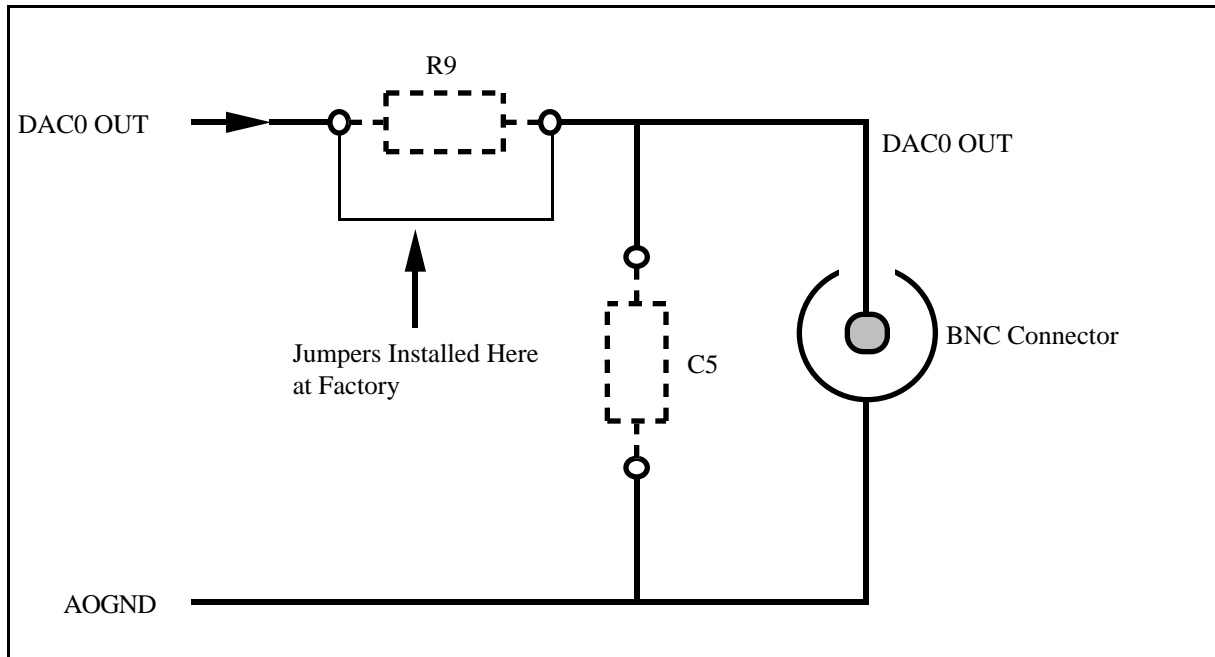 R9
DAC0 OUT
DAC0 OUT
Jumpers Installed Here
at Factory
BNC Connector
C5
AOGND